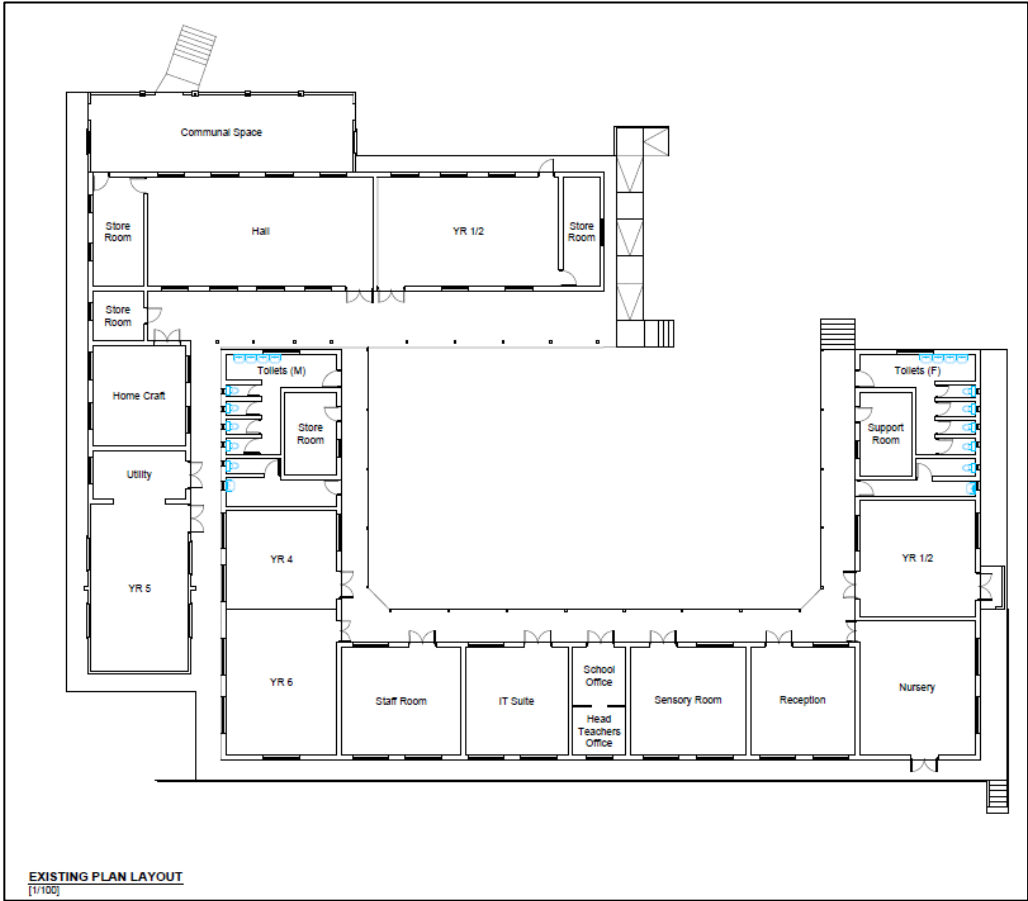 Communal Space
Store
Room
Hall
YR 1/2
Store
Room
Store
Room
Toilets (M)
Toilets (F)
Home Craft
Store
Room
Support
Room
Utility
YR 4
YR 1/2
YR 5
YR 6
Staff Room
IT Suite
School
Office
Head
Teachers
Office
Sensory Room
Reception
Nursery
EXISTING PLAN LAYOUT
[1/100]